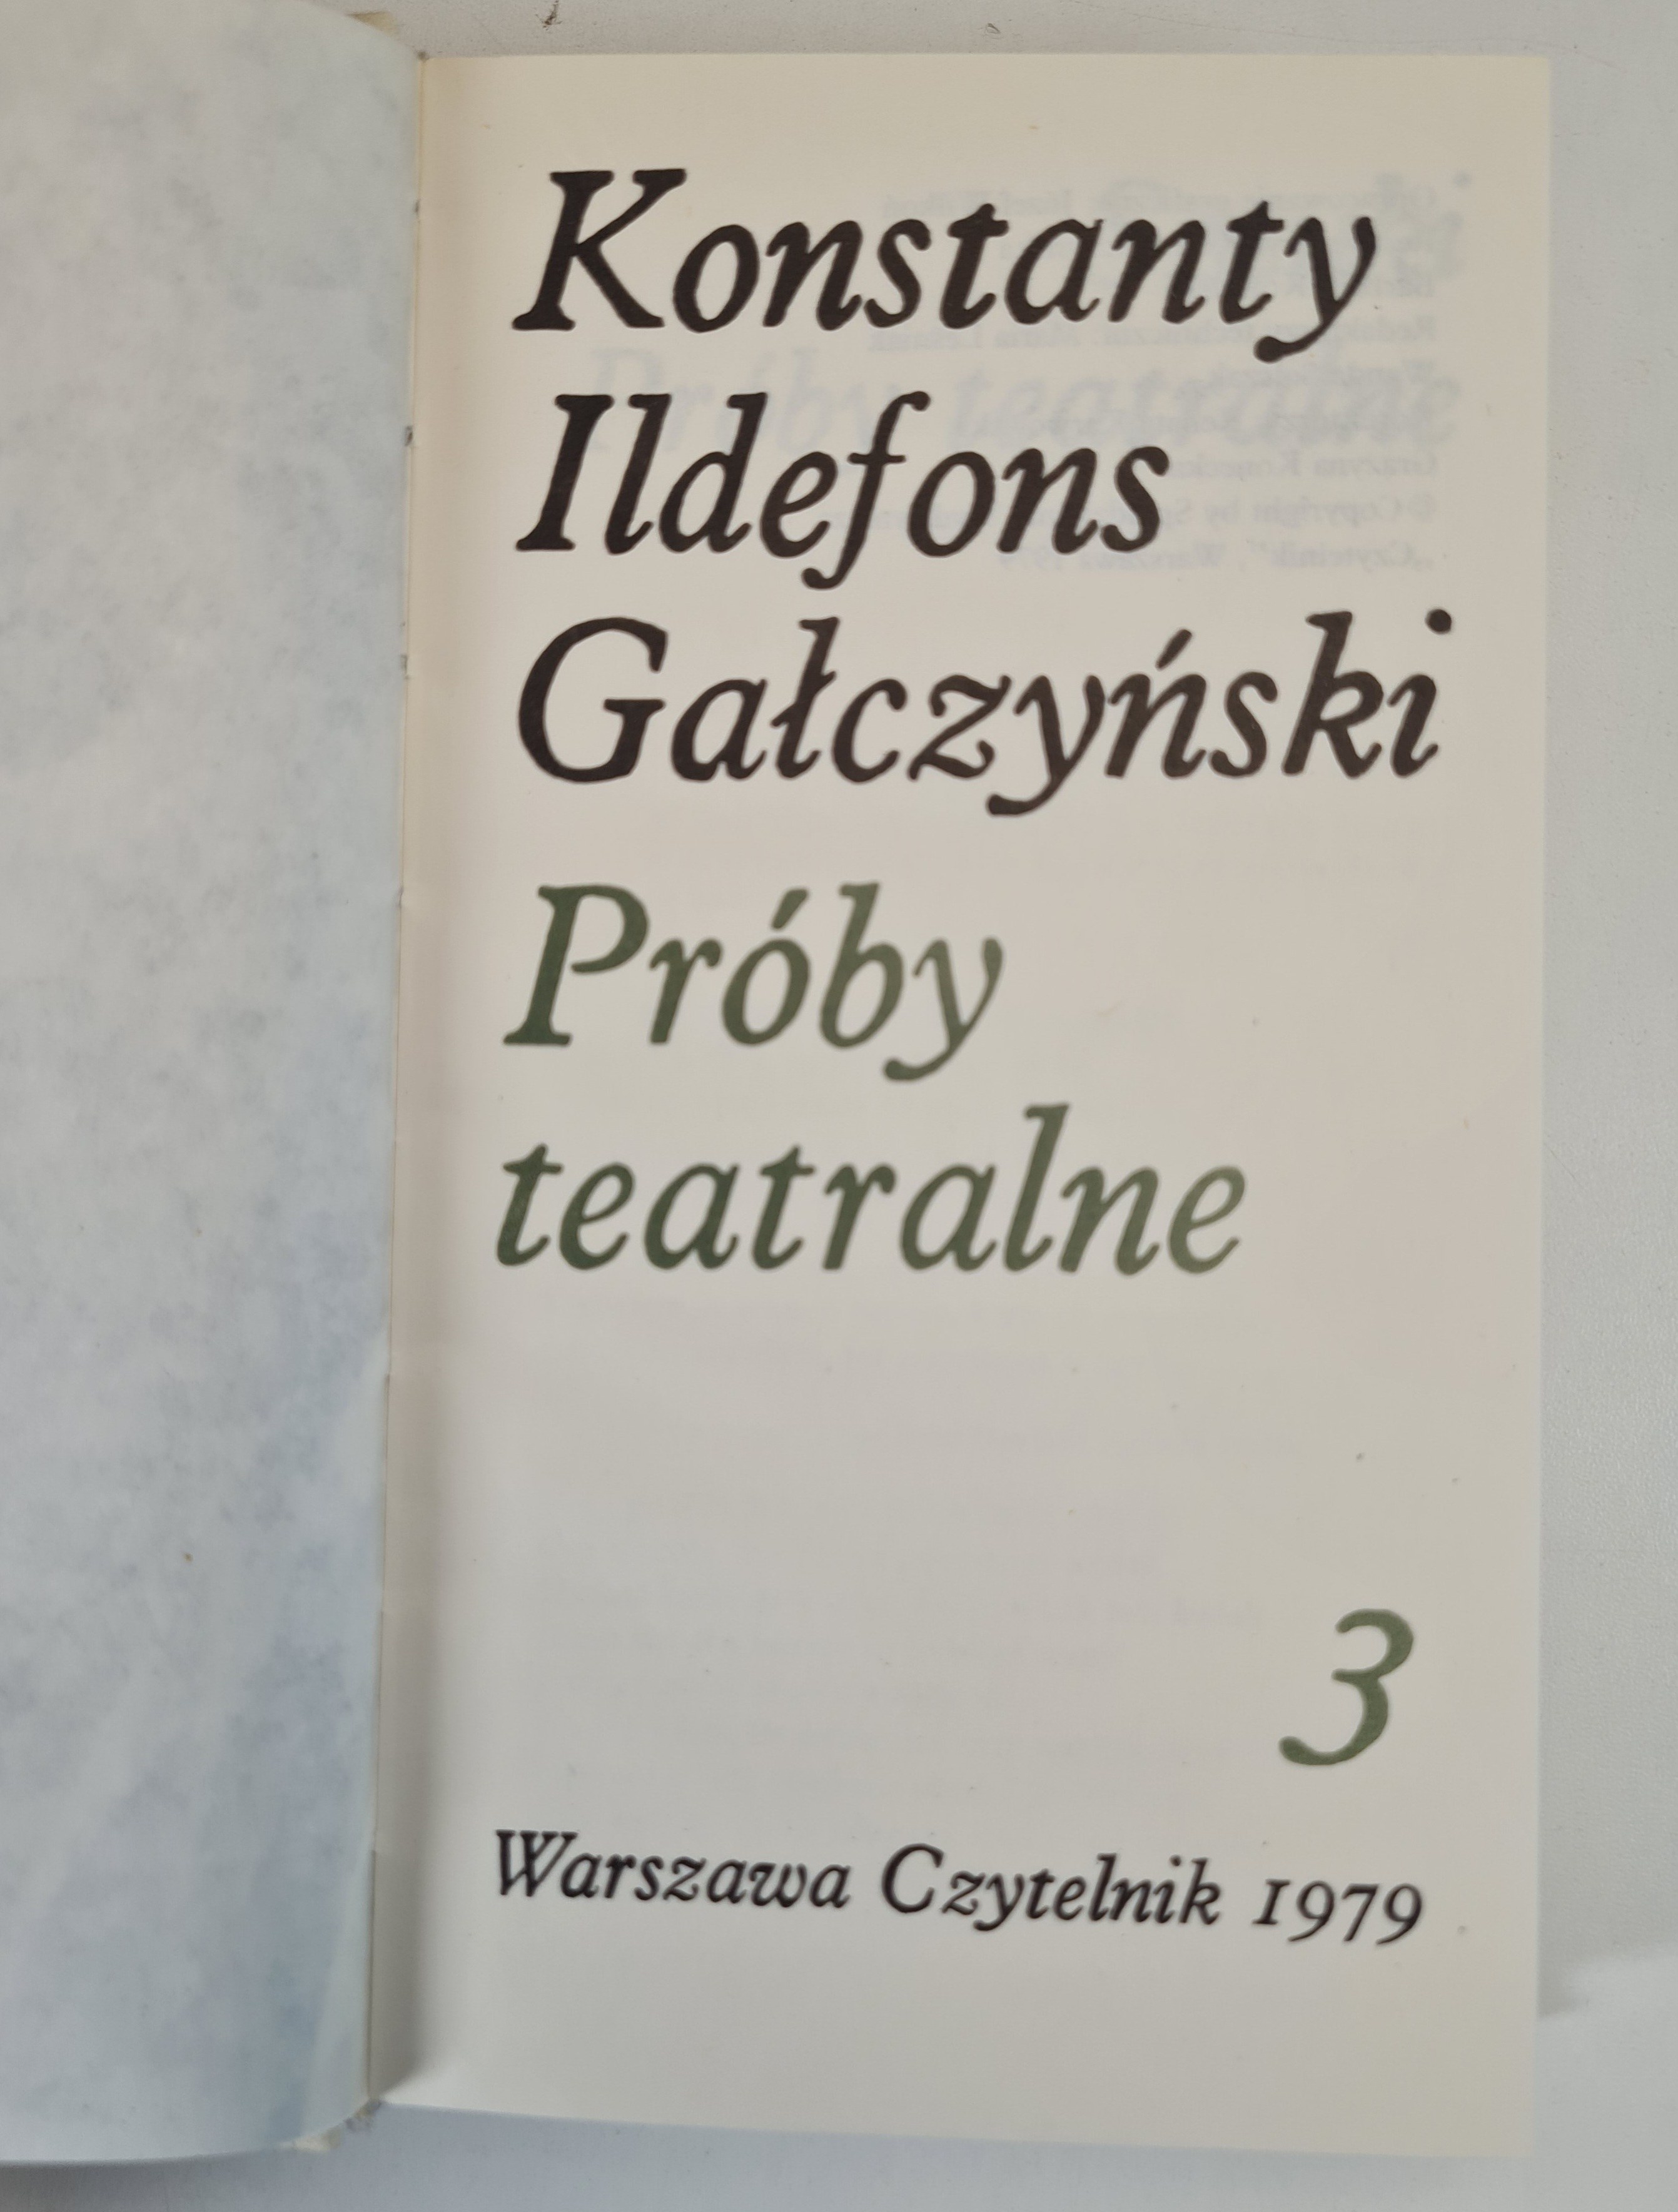 Konstanty
Ildefons
Gałczyński
Próby
teatralne
3
Warszawa Czytelnik 1979